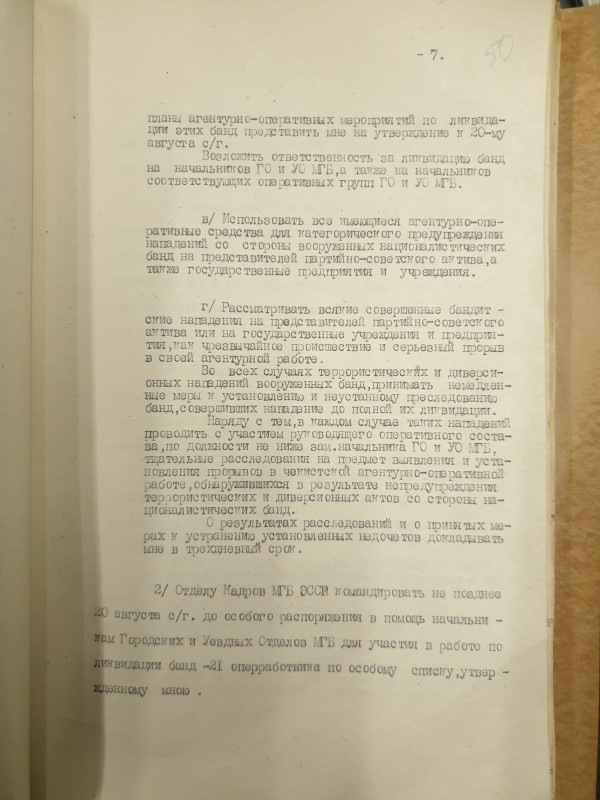 - 7.
50
планы агентурно-оперативных мероприятий по ликвида-
ции этих банд представить мне на утверждение к 20-му
августа с/г.
Возложить ответственность за ликвидацию банд
на начальников ГО и УО МГБ,а также на начальников
соответствующих оперативных групп ГО и УО МГБ.
в/ Использовать все имеющиеся агентурно-опе-
ративные средства для категорического предупреждения
нападений со стороны вооруженных националистических
банд на представителей партийно-советского актива,а
также государственные предприятия и учреждения.
г/ Рассматривать всякие совершенные бандит -
ские нападения на представителей партийно-советского
актива или на государственные учреждения и предприя-
тия,как чрезвычайное происшествие и серьезный прорыв
в своей агентурной работе.
Во всех случаях террористических и диверси-
онных нападений вооруженных банд,принимать немедлен-
ные меры к установлению и неустанному преследованию
банд,совершивших нападение до полной их ликвидации.
Наряду с тем,в каждом случае таких нападений
проводить с участием руководящего оперативного соста-
ва,по должности не ниже зам.начальника ГО и УО МГБ,
тщательные расследования на предмет выявления и уста-
новления прорывов в чекистской агентурно-оперативной
работе,обнаружившихся в результате непредупреждения
террористических и диверсионных актов со стороны на-
ционалистических банд.
О результатах расследований и о принятых ме-
рах к устранению установленных недочетов докладывать
мне в трехдневный срок.
2/ Отделу Кадров МГБ ЭССР командировать не позднее
20 августа с/г. до особого распоряжения в помощь начальни -
кам Городских и Уездных Отделов МГБ для участия в работе по
ликвидации банд -21 оперработника по особому списку,утвер -
жденному мною .